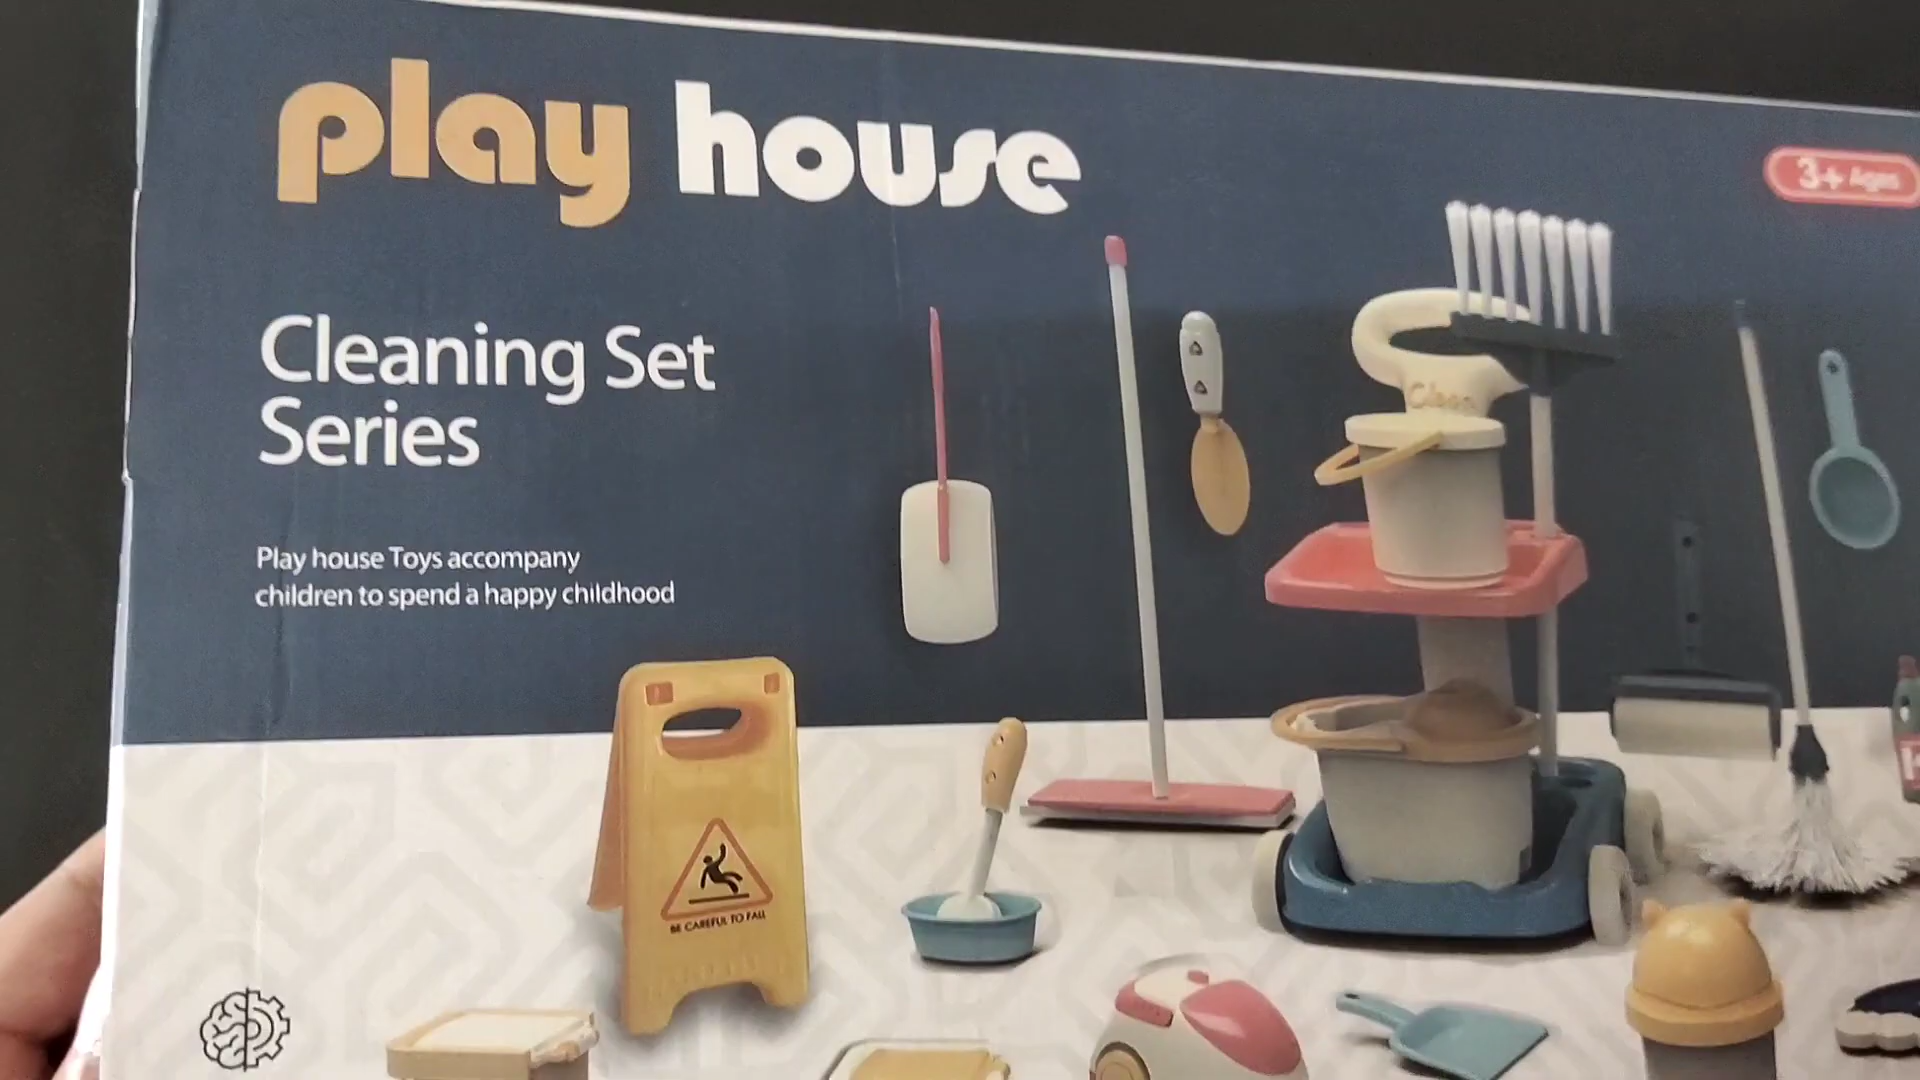 play house
3+ Ages
Cleaning Set
Series
Clean
Play house Toys accompany
children to spend a happy childhood
BE CAREFUL TO FALL